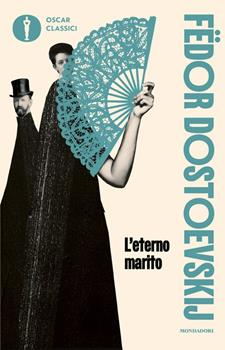 OSCAR
CLASSICI
FËDOR DOSTOEVSKIJ
L'eterno
marito
MONDADORI